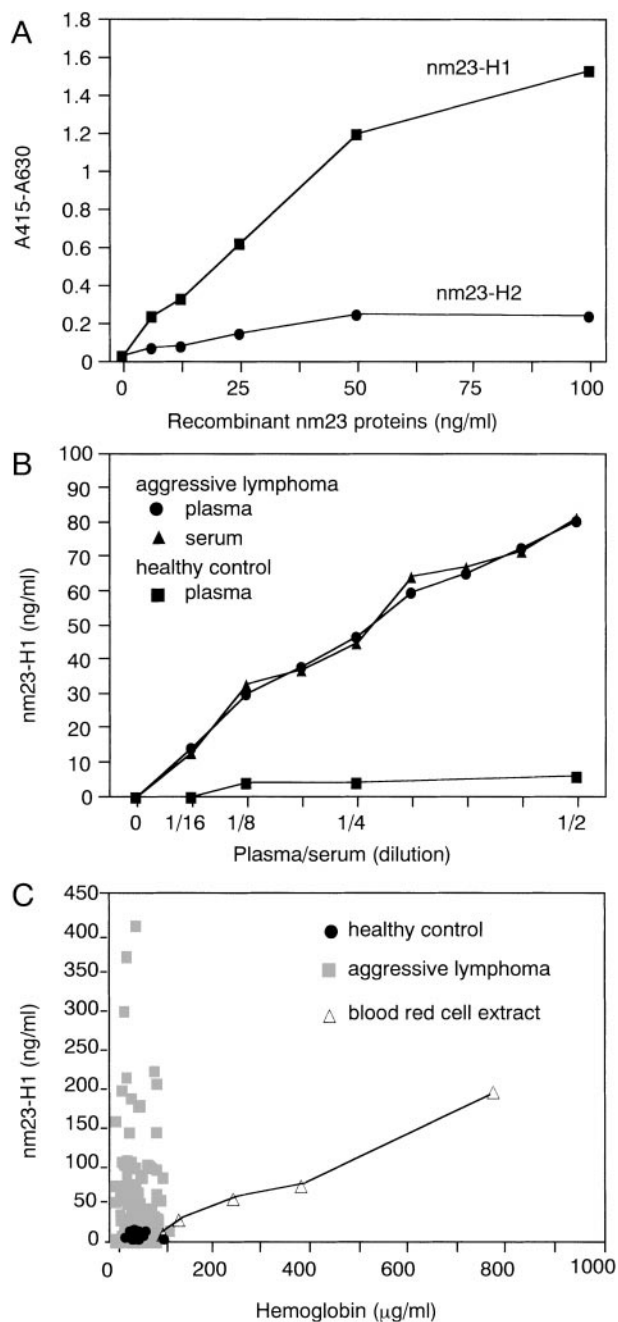 A
1.8
1.6
1.4
1.2
1.0
0.8
0.6
0.4
0.2
0
A415-A630
nm23-H1
nm23-H2
0 25 50 75 100
Recombinant nm23 proteins (ng/ml)
B
100
90
80
70
60
50
40
30
20
10
0
nm23-H1 (ng/ml)
aggressive lymphoma
plasma
serum
healthy control
plasma
0 1/16 1/8 1/4 1/2
Plasma/serum (dilution)
C
450
400
350
300
250
200
150
100
50
0
nm23-H1 (ng/ml)
healthy control
aggressive lymphoma
blood red cell extract
0 200 400 600 800 1000
Hemoglobin (μg/ml)